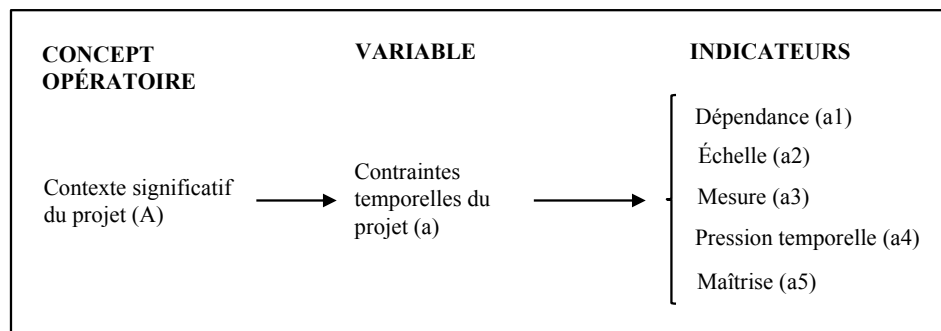 CONCEPT
OPÉRATOIRE
VARIABLE
INDICATEURS
Contexte significatif
du projet (A)
Contraintes
temporelles du
projet (a)
Dépendance (a1)
Échelle (a2)
Mesure (a3)
Pression temporelle (a4)
Maîtrise (a5)